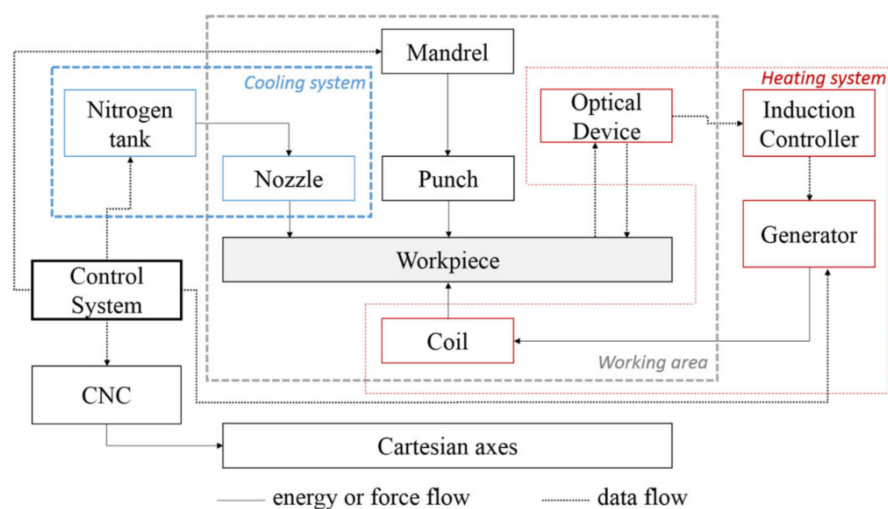 Mandrel
Cooling system
Heating system
Nitrogen
tank
Optical
Device
Induction
Controller
Nozzle
Punch
Generator
Workpiece
Control
System
Coil
Working area
CNC
Cartesian axes
energy or force flow
data flow